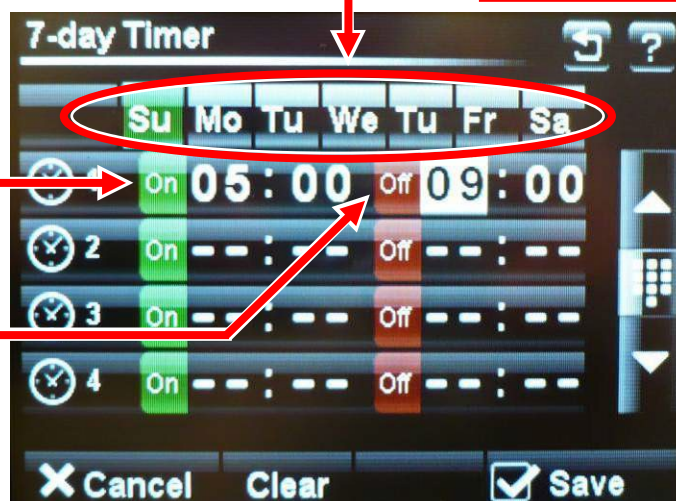 7-day Timer ?
Su Mo Tu We Tu Fr Sa
1 On 05:00 Off 09:00
2 On --:-- Off --:--
3 On --:-- Off --:--
4 On --:-- Off --:--
Cancel Clear Save